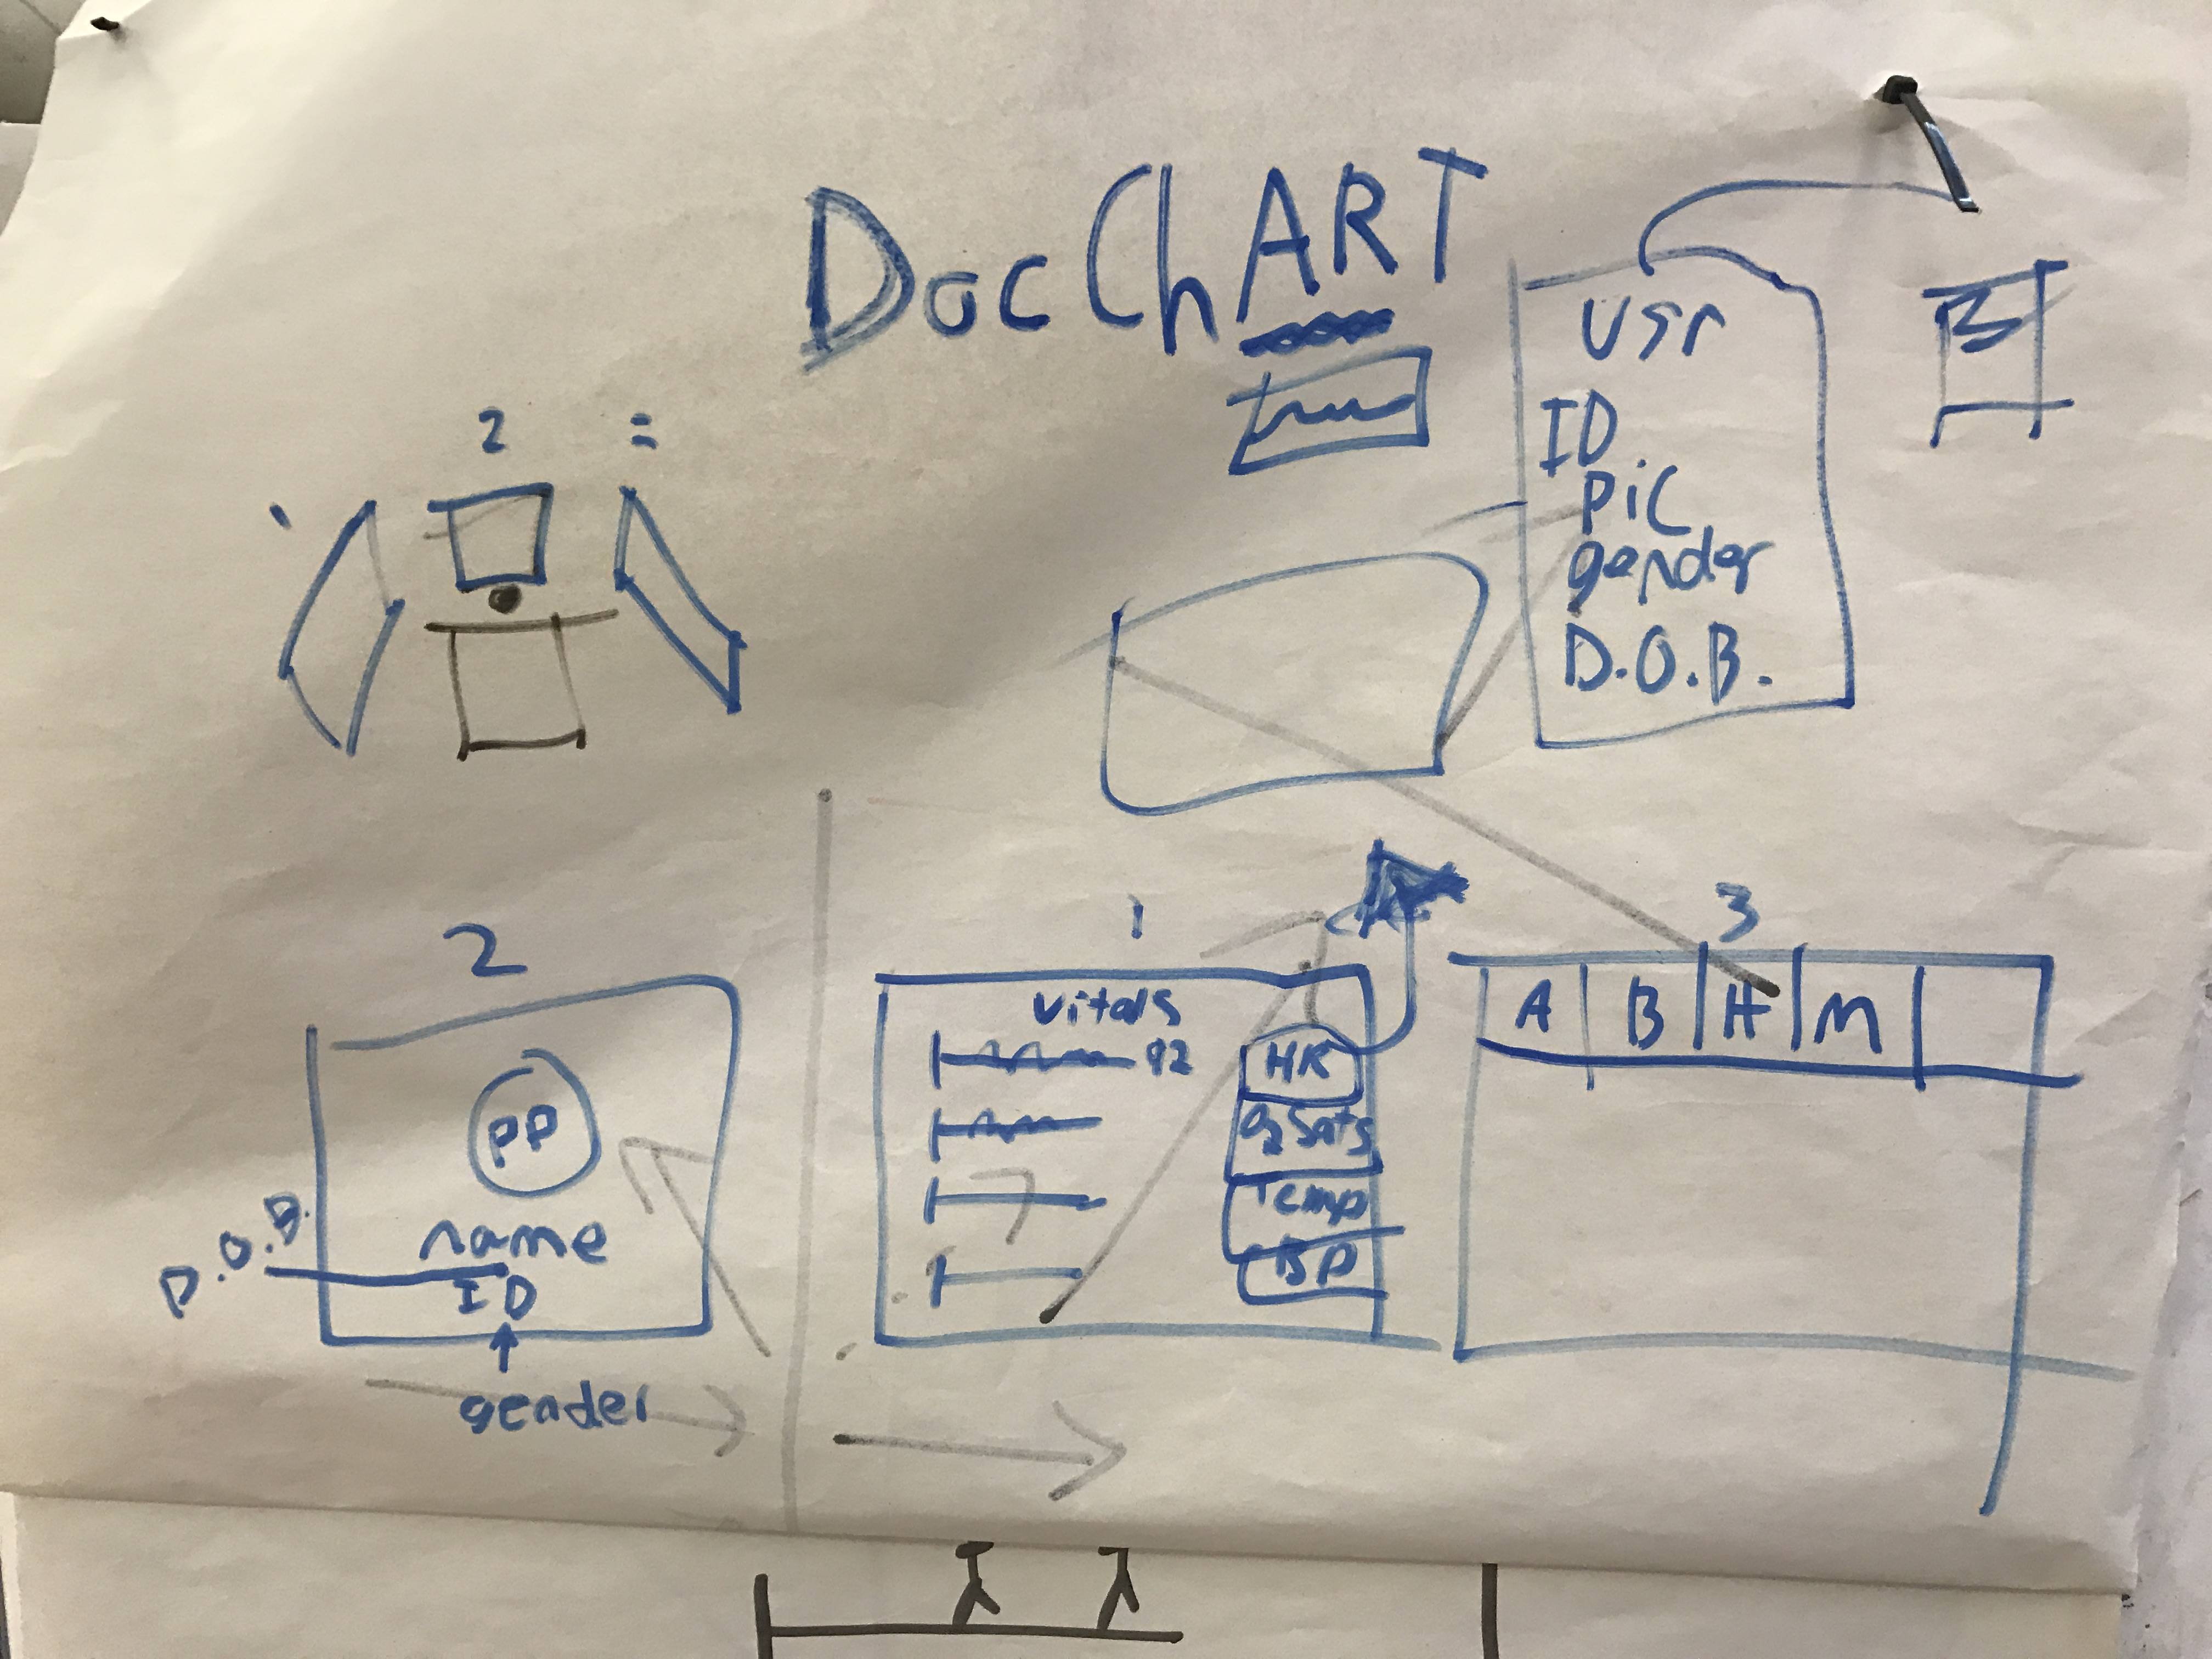 DocChART
usr
ID
Pic
gender
D.O.B.
2
2
PP
name
D.O.B.
ID
gender
1
vitals
92
HR
O2 Sats
Temp
BP
3
A B H M